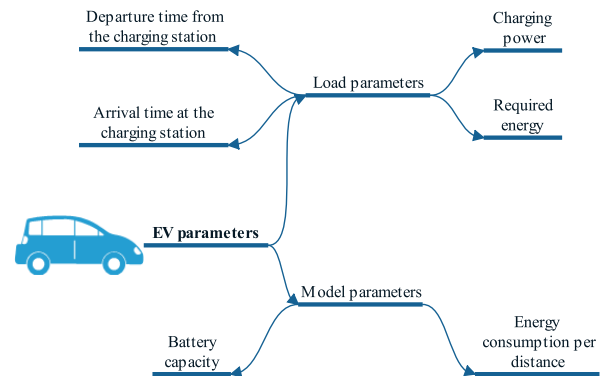 Departure time from
the charging station
Charging
power
Load parameters
Arrival time at the
charging station
Required
energy
EV parameters
Model parameters
Battery
capacity
Energy
consumption per
distance